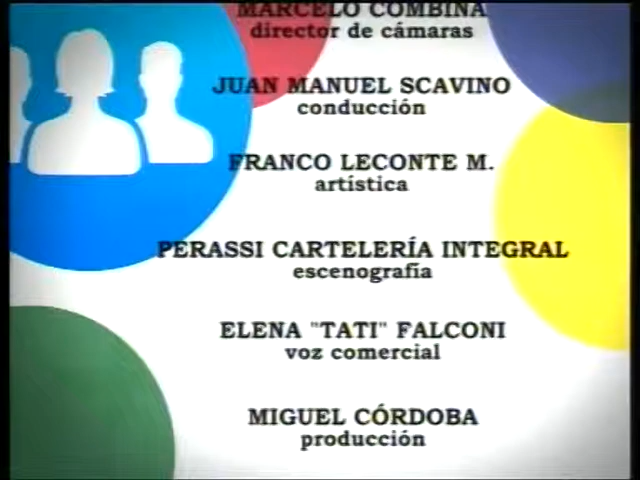 MARCELO COMBINA
director de cámaras
JUAN MANUEL SCAVINO
conducción
FRANCO LECONTE M.
artística
PERASSI CARTELERÍA INTEGRAL
escenografía
ELENA "TATI" FALCONI
voz comercial
MIGUEL CÓRDOBA
producción